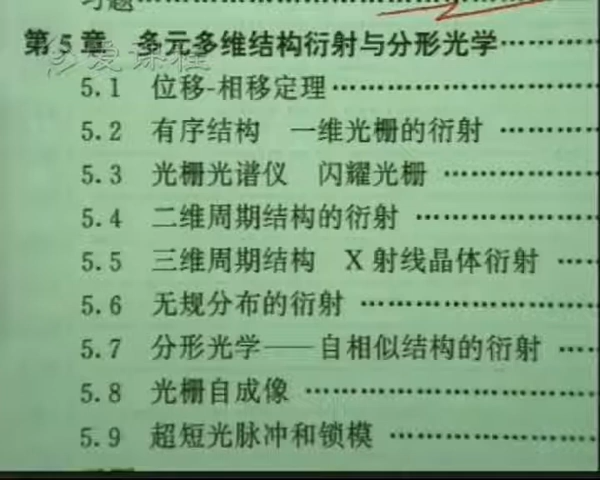 习题
第5章 多元多维结构衍射与分形光学……………
爱课程
5.1 位移-相移定理……………………
5.2 有序结构 一维光栅的衍射……………
5.3 光栅光谱仪 闪耀光栅……………
5.4 二维周期结构的衍射……………
5.5 三维周期结构 X射线晶体衍射……
5.6 无规分布的衍射……………
5.7 分形光学——自相似结构的衍射……
5.8 光栅自成像……………
5.9 超短光脉冲和锁模……………